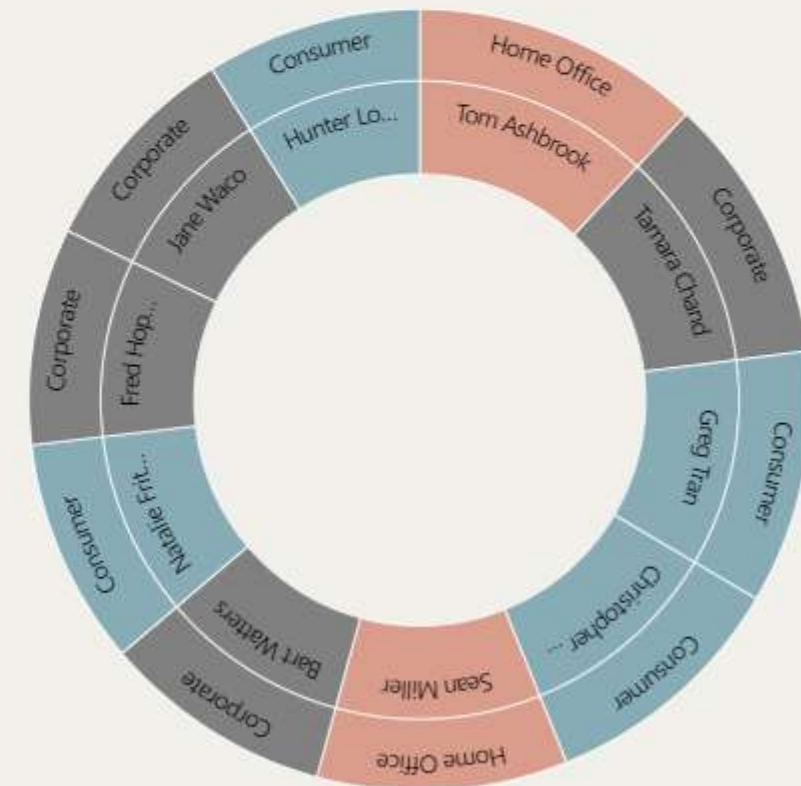 Home Office
Tom Ashbrook
Corporate
Tamara Chand
Consumer
Greg Tran
Consumer
Christopher ...
Home Office
Sean Miller
Corporate
Bart Watters
Consumer
Natalie Frit...
Corporate
Fred Hop...
Corporate
Jane Waco
Consumer
Hunter Lo...